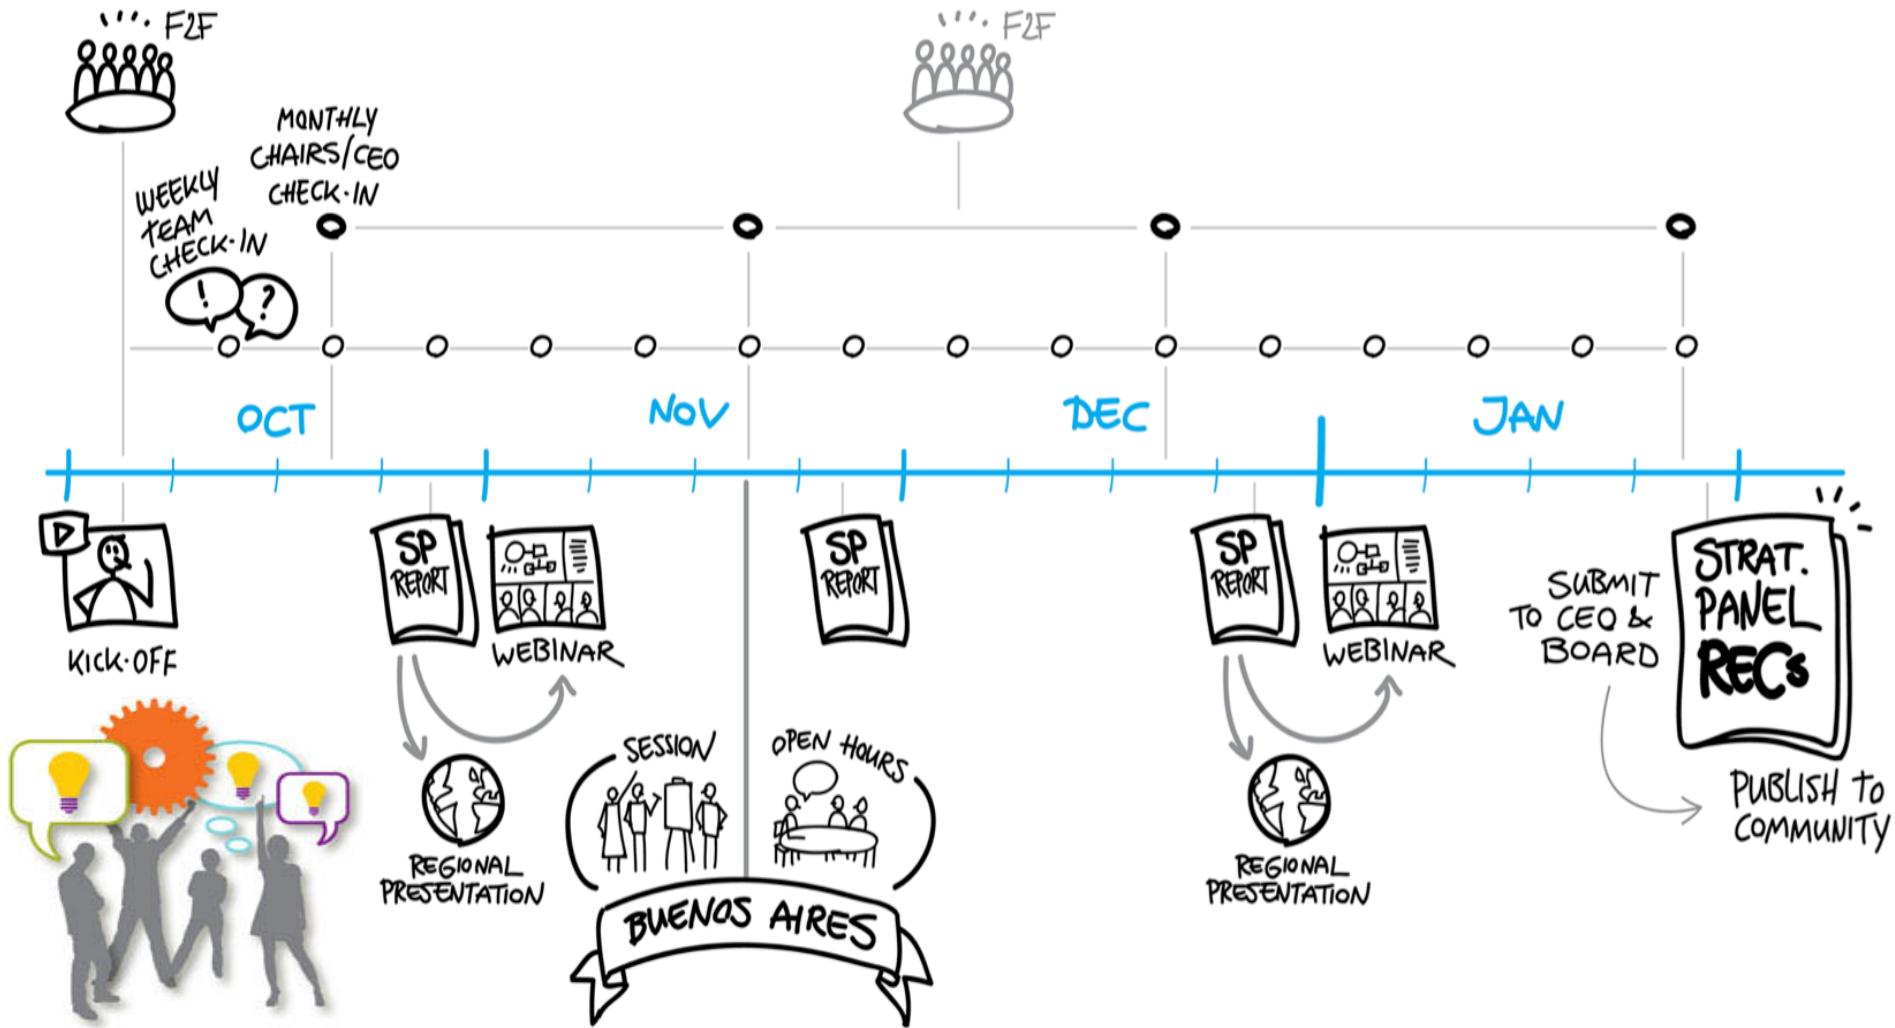 F2F
F2F
MONTHLY
CHAIRS/CEO
CHECK-IN
WEEKLY
TEAM
CHECK-IN
!
?
OCT
NOV
DEC
JAN
KICK-OFF
SP
REPORT
WEBINAR
REGIONAL
PRESENTATION
SESSION
OPEN HOURS
BUENOS AIRES
SP
REPORT
SP
REPORT
WEBINAR
REGIONAL
PRESENTATION
SUBMIT
TO CEO &
BOARD
STRAT.
PANEL
RECs
PUBLISH TO
COMMUNITY